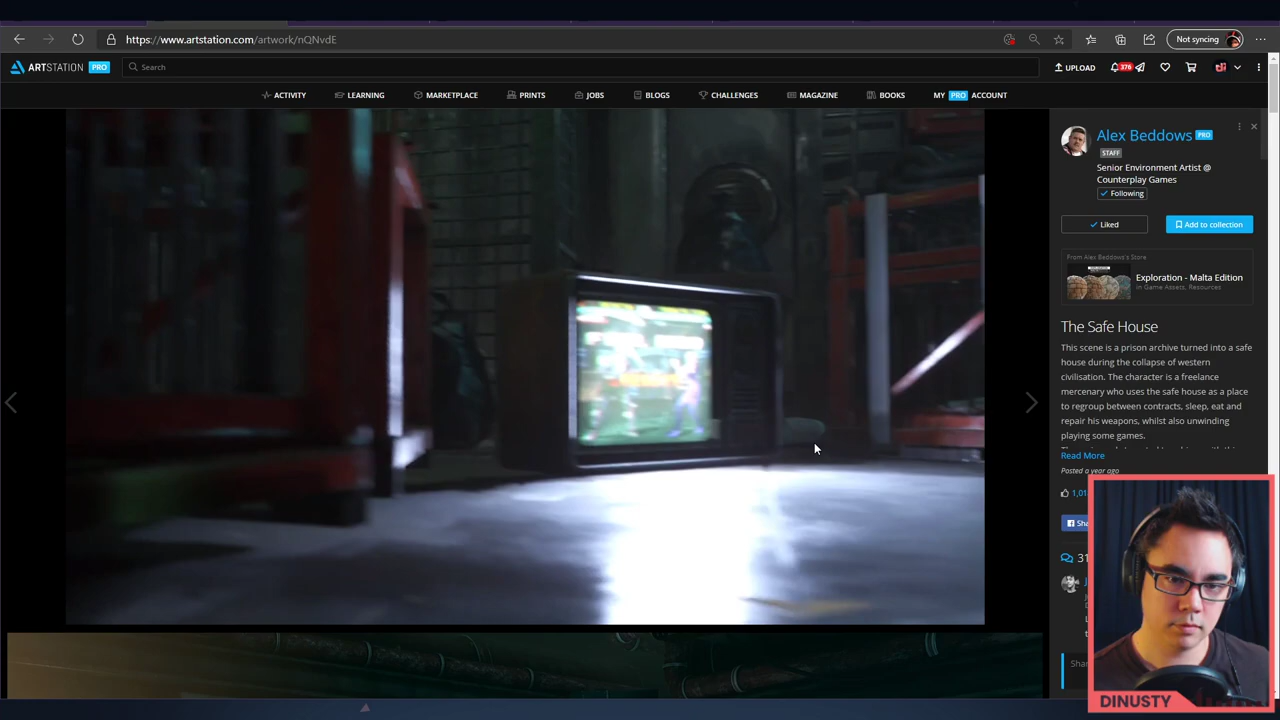 https://www.artstation.com/artwork/nQNvdE
Not syncing
ARTSTATION PRO
Search
UPLOAD
376
ACTIVITY
LEARNING
MARKETPLACE
PRINTS
JOBS
BLOGS
CHALLENGES
MAGAZINE
BOOKS
MY PRO ACCOUNT
Alex Beddows PRO
STAFF
Senior Environment Artist @
Counterplay Games
Following
Liked
Add to collection
From Alex Beddows's Store
Exploration - Malta Edition
in Game Assets, Resources
The Safe House
This scene is a prison archive turned into a safe
house during the collapse of western
civilisation. The character is a freelance
mercenary who uses the safe house as a place
to regroup between contracts, sleep, eat and
repair his weapons, whilst also unwinding
playing some games.
Read More
Posted a year ago
DINUSTY